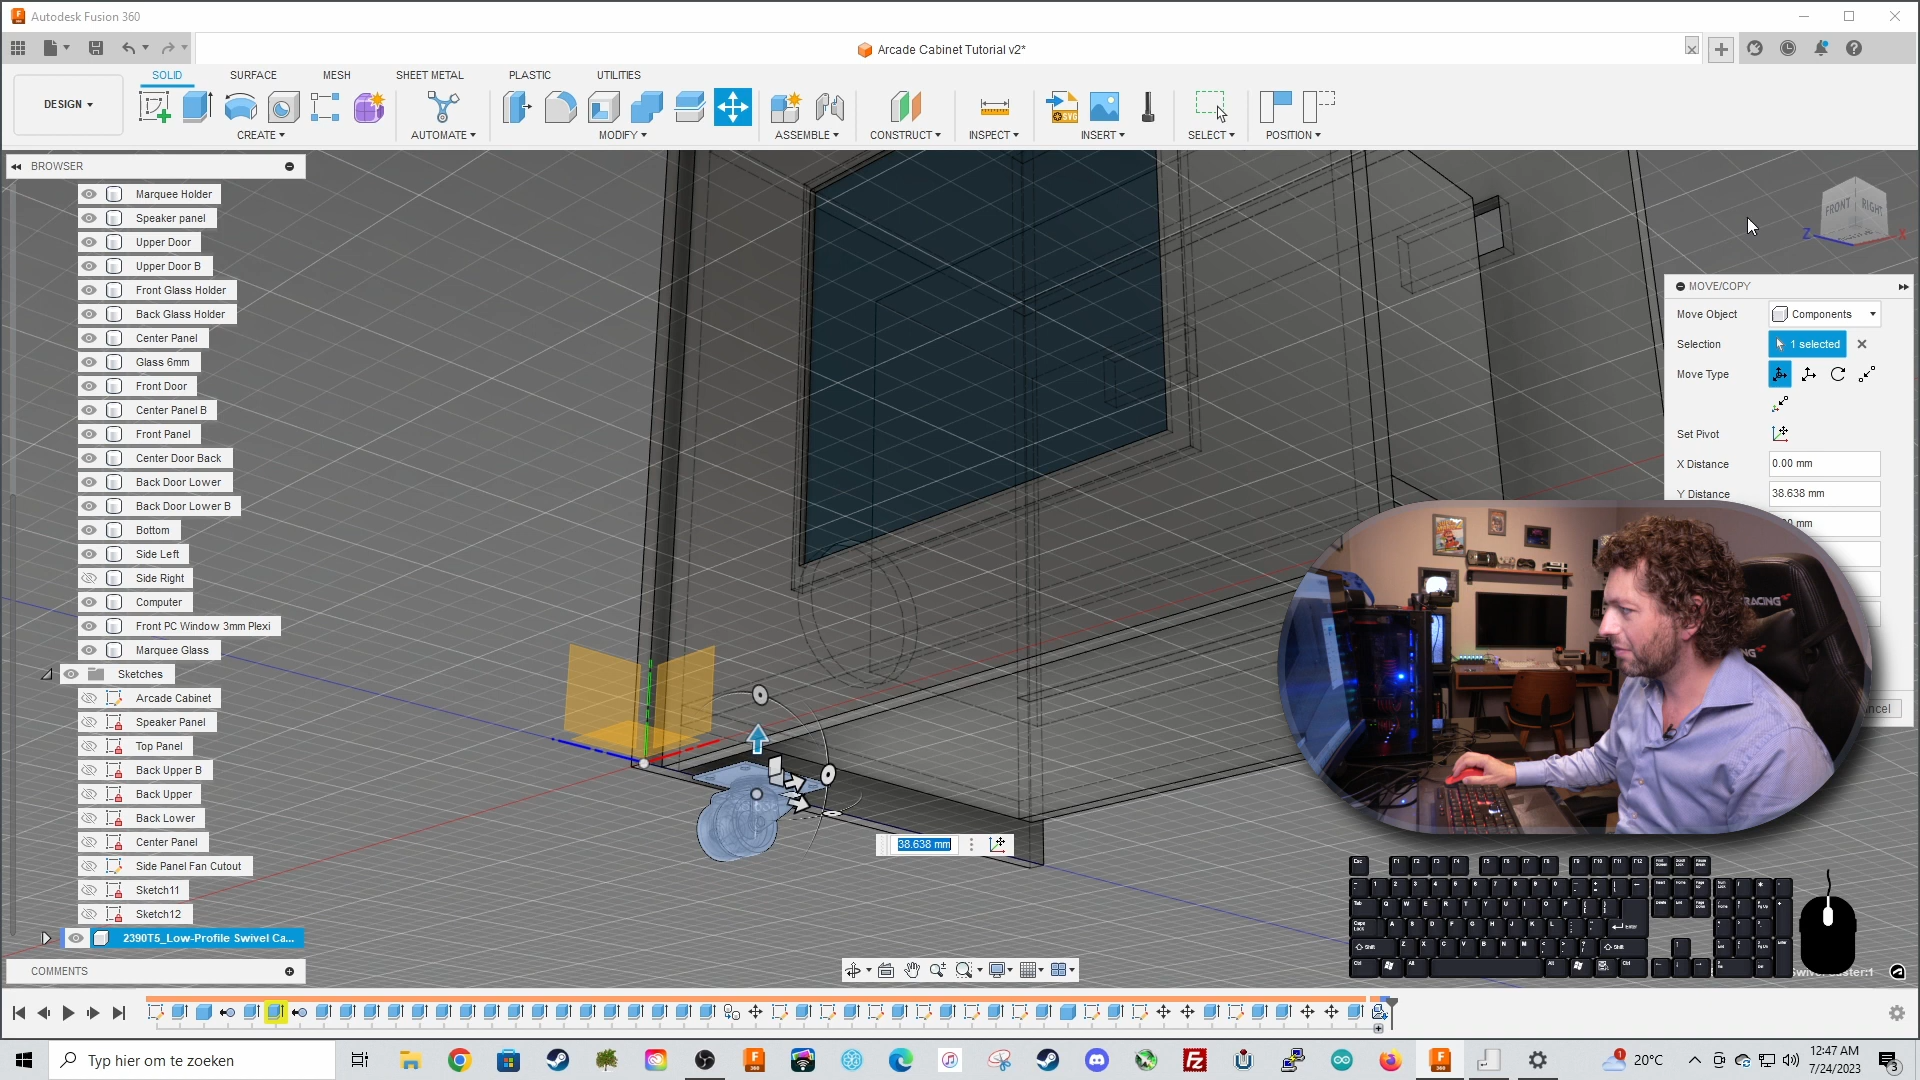 Autodesk Fusion 360
Arcade Cabinet Tutorial v2*
DESIGN
SOLID
SURFACE
MESH
SHEET METAL
PLASTIC
UTILITIES
CREATE
AUTOMATE
MODIFY
ASSEMBLE
CONSTRUCT
INSPECT
INSERT
SELECT
POSITION
BROWSER
Marquee Holder
Speaker panel
Upper Door
Upper Door B
Front Glass Holder
Back Glass Holder
Center Panel
Glass 6mm
Front Door
Center Panel B
Front Panel
Center Door Back
Back Door Lower
Back Door Lower B
Bottom
Side Left
Side Right
Computer
Front PC Window 3mm Plexi
Marquee Glass
Sketches
Arcade Cabinet
Speaker Panel
Top Panel
Back Upper B
Back Upper
Back Lower
Center Panel
Side Panel Fan Cutout
Sketch11
Sketch12
2390T5_Low-Profile Swivel Ca...
COMMENTS
FRONT
RIGHT
Z
X
MOVE/COPY
Move Object
Components
Selection
1 selected
Move Type
Set Pivot
X Distance
0.00 mm
Y Distance
38.638 mm
38.638 mm
RACING
Typ hier om te zoeken
20°C
12:47 AM
7/24/2023
3